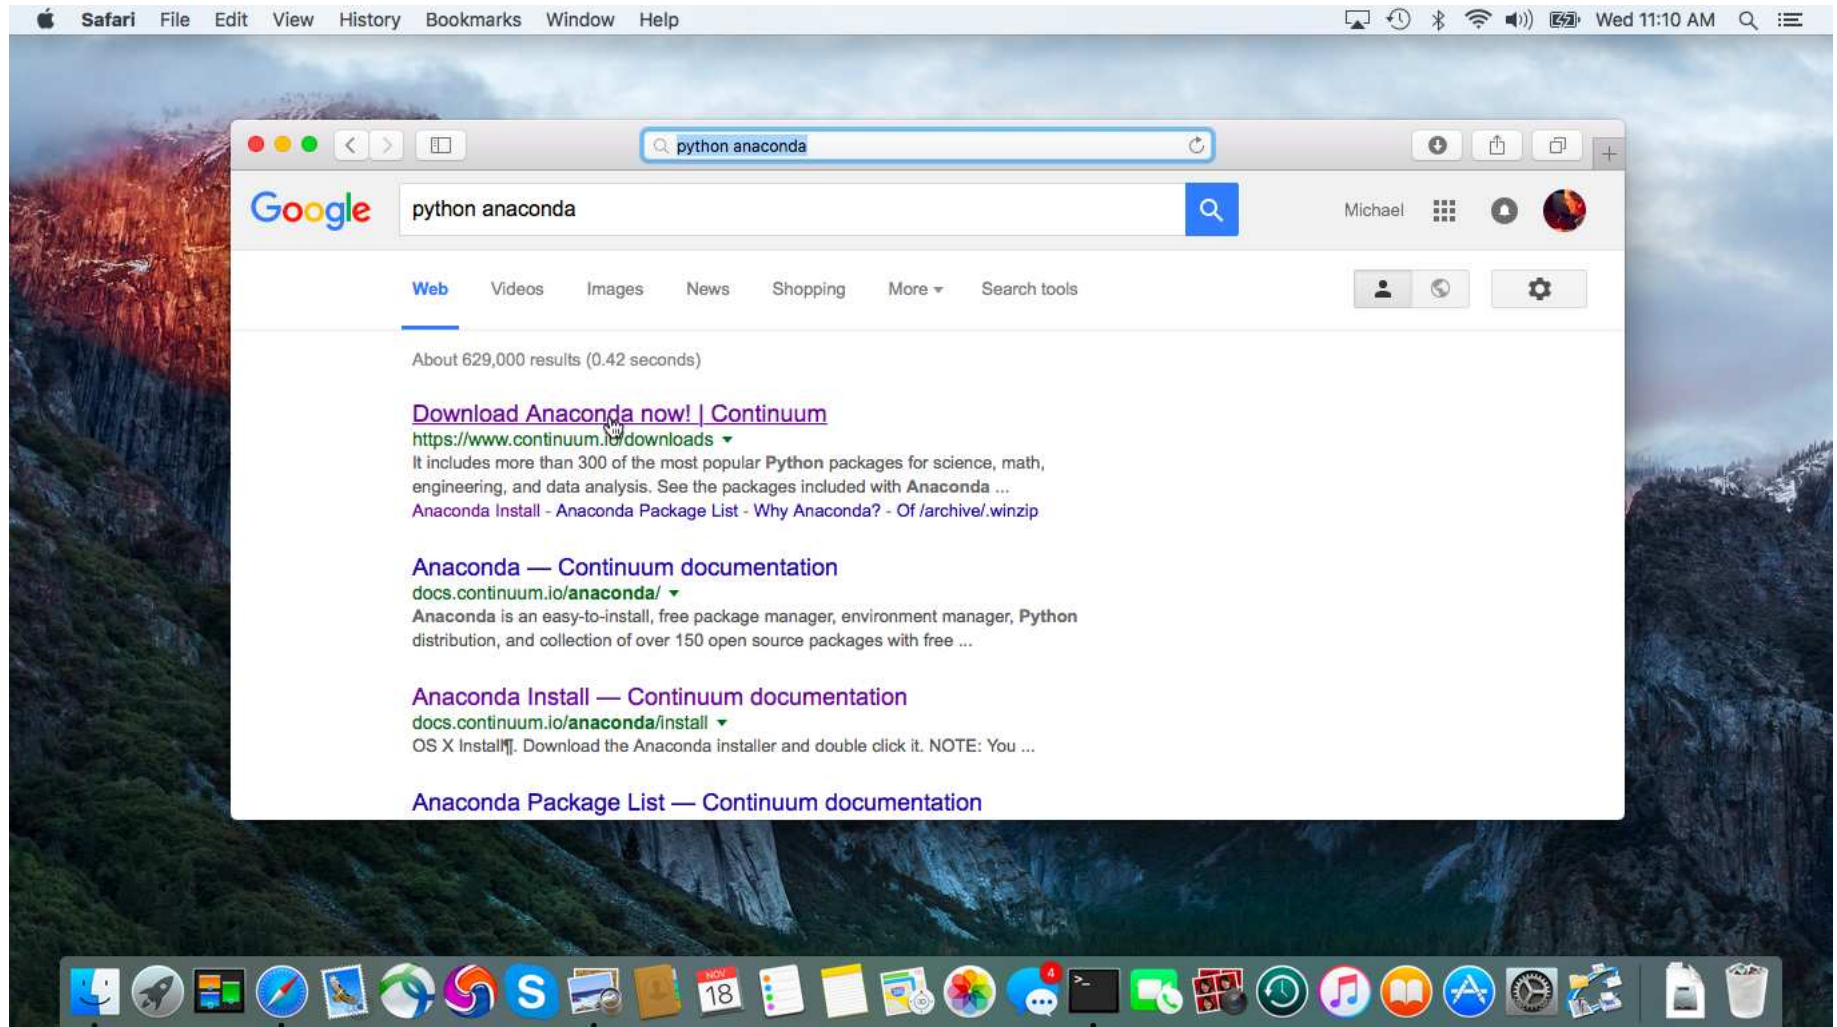 Safari File Edit View History Bookmarks Window Help Wed 11:10 AM
python anaconda
Google python anaconda Michael
Web Videos Images News Shopping More Search tools
About 629,000 results (0.42 seconds)
Download Anaconda now! | Continuum
https://www.continuum.io/downloads
It includes more than 300 of the most popular Python packages for science, math,
engineering, and data analysis. See the packages included with Anaconda ...
Anaconda Install - Anaconda Package List - Why Anaconda? - Of /archive/.winzip
Anaconda — Continuum documentation
docs.continuum.io/anaconda/
Anaconda is an easy-to-install, free package manager, environment manager, Python
distribution, and collection of over 150 open source packages with free ...
Anaconda Install — Continuum documentation
docs.continuum.io/anaconda/install
OS X Install¶. Download the Anaconda installer and double click it. NOTE: You ...
Anaconda Package List — Continuum documentation
NOV
18
4